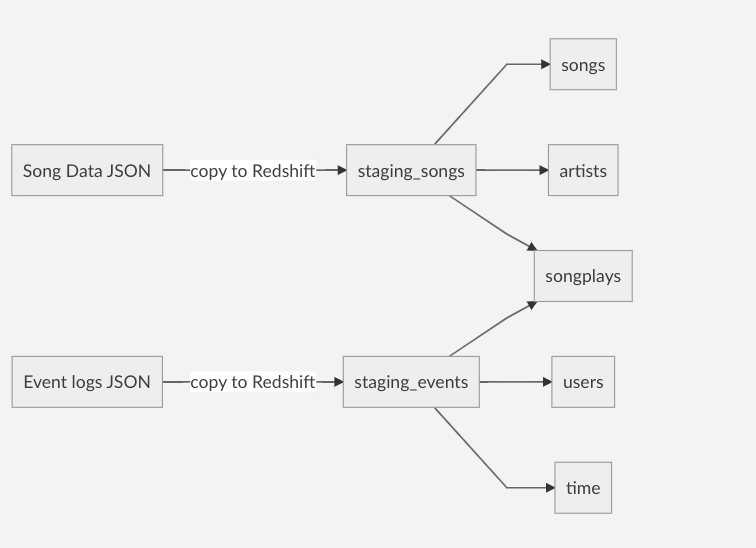 songs
Song Data JSON
copy to Redshift
staging_songs
artists
songplays
Event logs JSON
copy to Redshift
staging_events
users
time